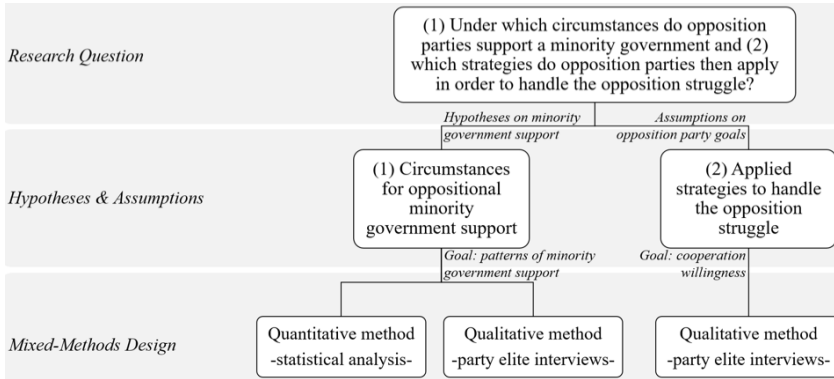 Research Question
(1) Under which circumstances do opposition
parties support a minority government and (2)
which strategies do opposition parties then apply
in order to handle the opposition struggle?
Hypotheses on minority
government support
Assumptions on
opposition party goals
Hypotheses & Assumptions
(1) Circumstances
for oppositional
minority
government support
(2) Applied
strategies to handle
the opposition
struggle
Goal: patterns of minority
government support
Goal: cooperation
willingness
Mixed-Methods Design
Quantitative method
-statistical analysis-
Qualitative method
-party elite interviews-
Qualitative method
-party elite interviews-